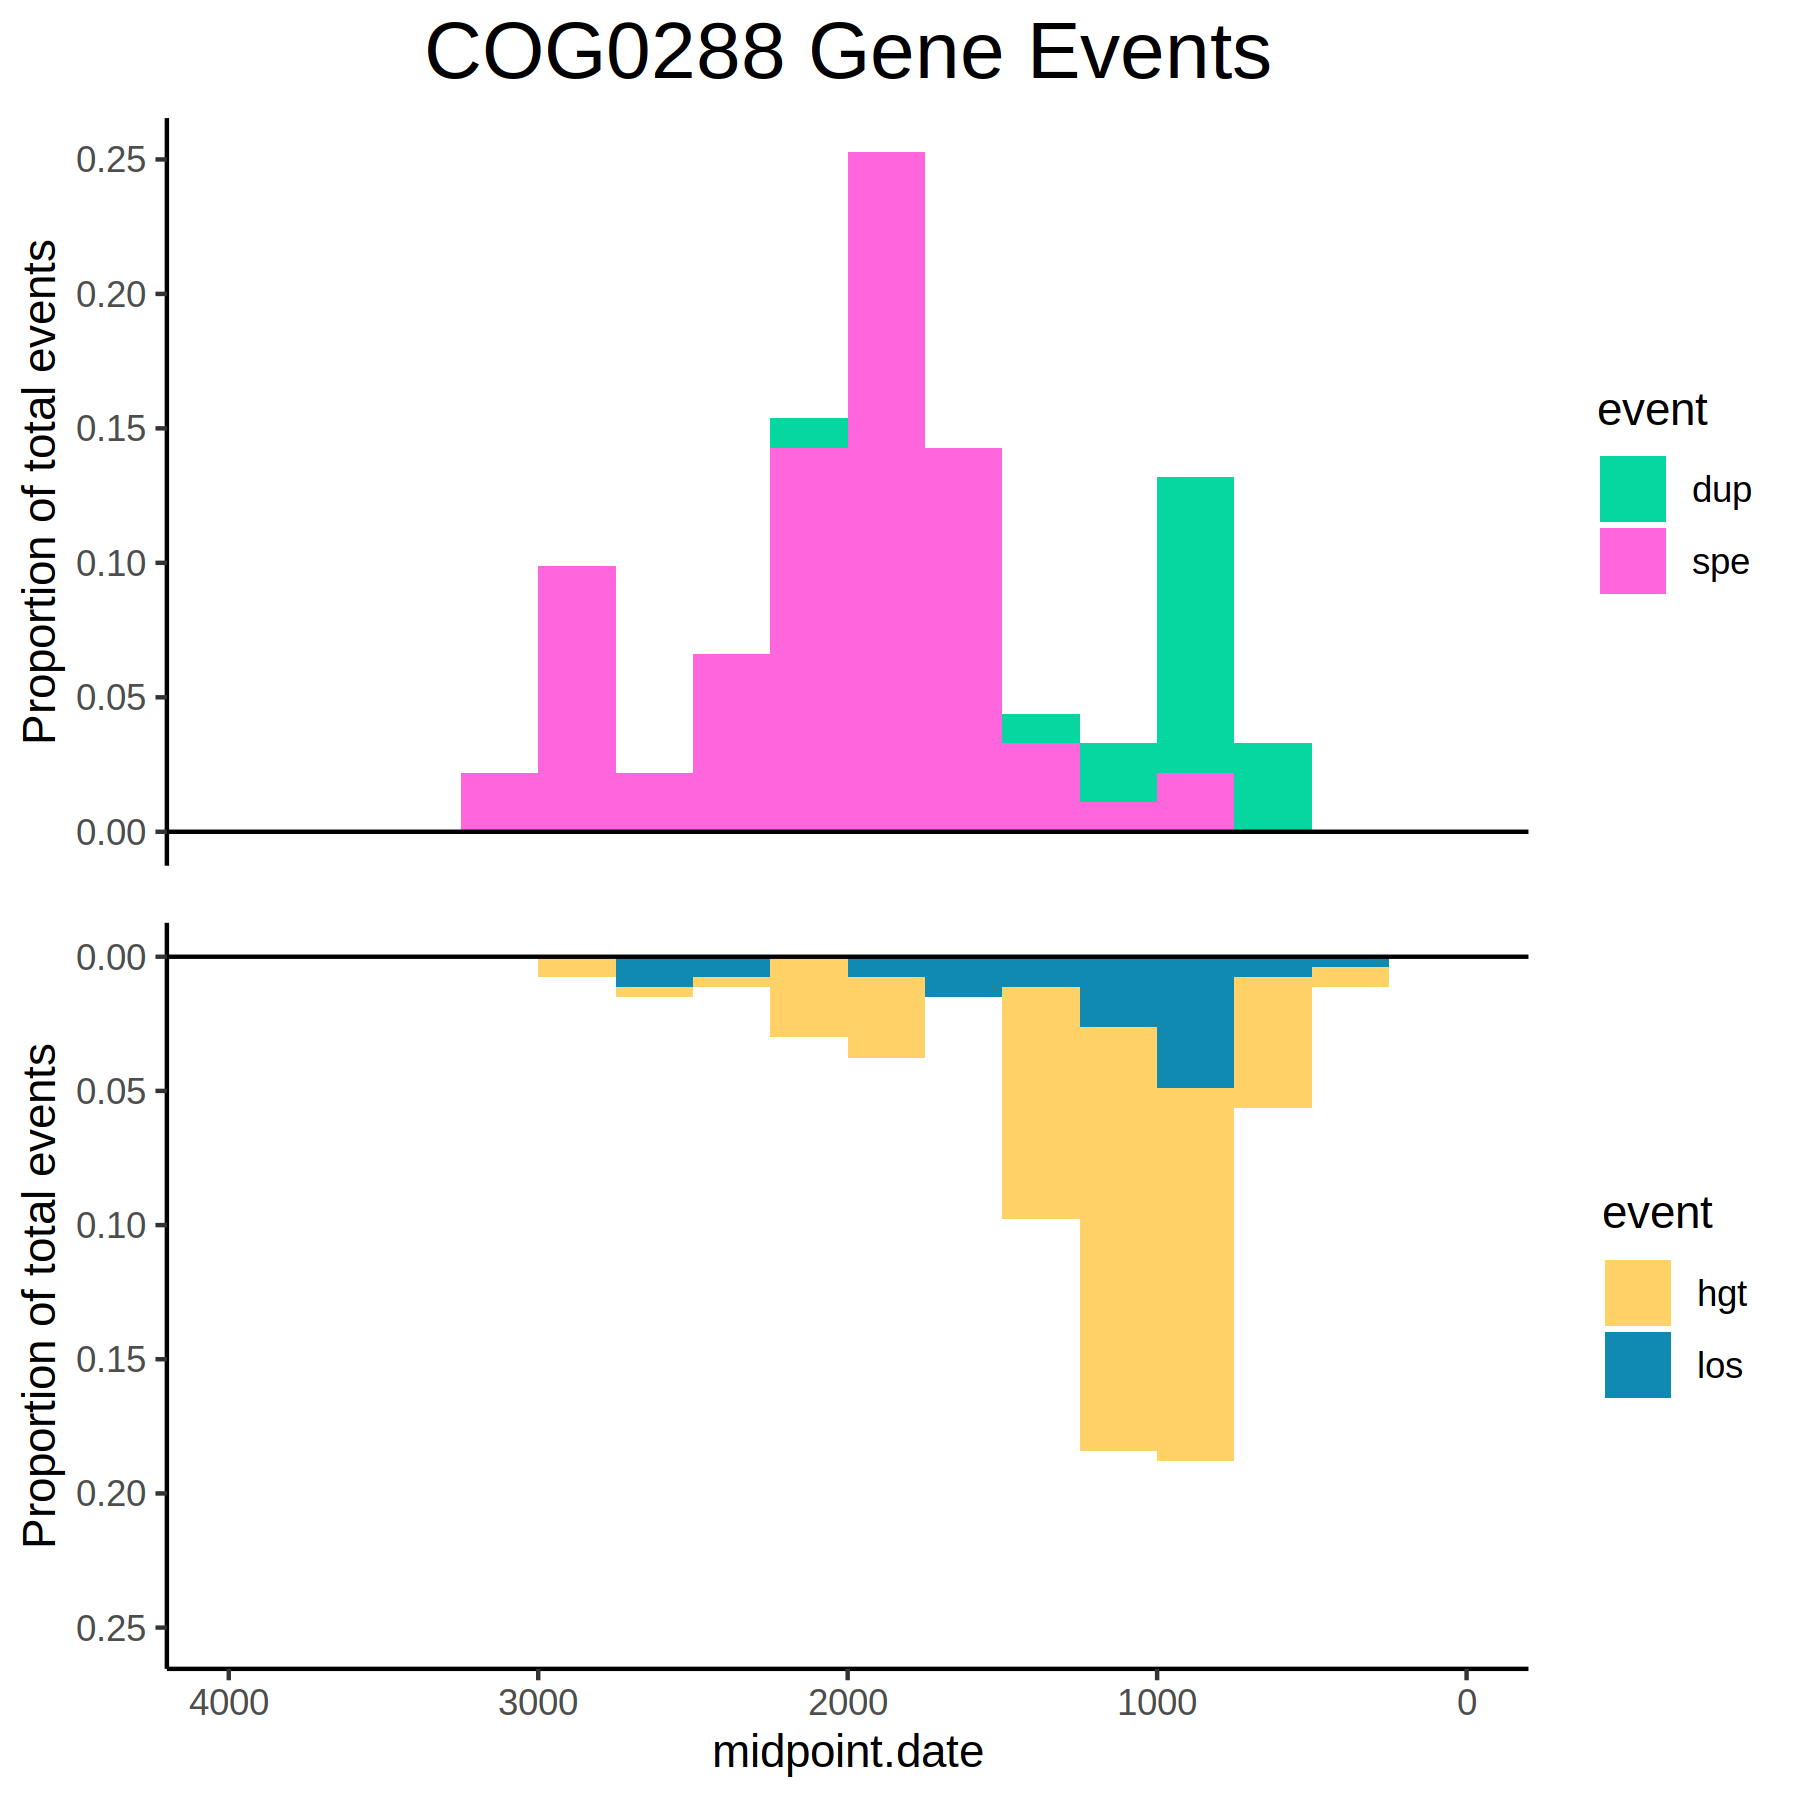 COG0288 Gene Events
Proportion of total events
0.25
0.20
0.15
0.10
0.05
0.00
event
dup
spe
Proportion of total events
0.00
0.05
0.10
0.15
0.20
0.25
event
hgt
los
4000 3000 2000 1000 0
midpoint.date